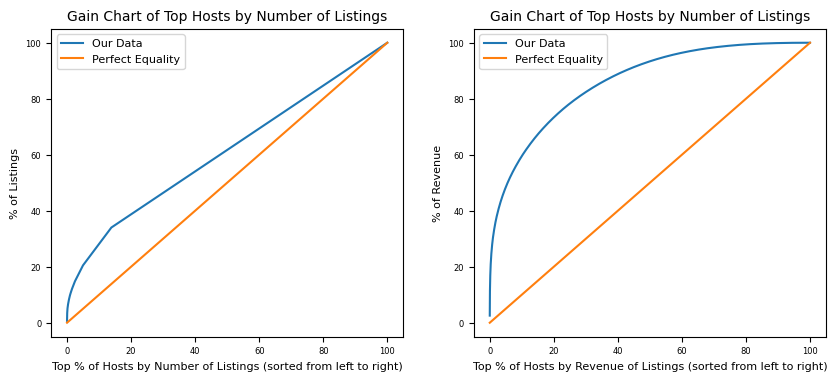 Gain Chart of Top Hosts by Number of Listings
Our Data
Perfect Equality
100
80
60
40
20
0
% of Listings
0 20 40 60 80 100
Top % of Hosts by Number of Listings (sorted from left to right)
Gain Chart of Top Hosts by Number of Listings
Our Data
Perfect Equality
100
80
60
40
20
0
% of Revenue
0 20 40 60 80 100
Top % of Hosts by Revenue of Listings (sorted from left to right)